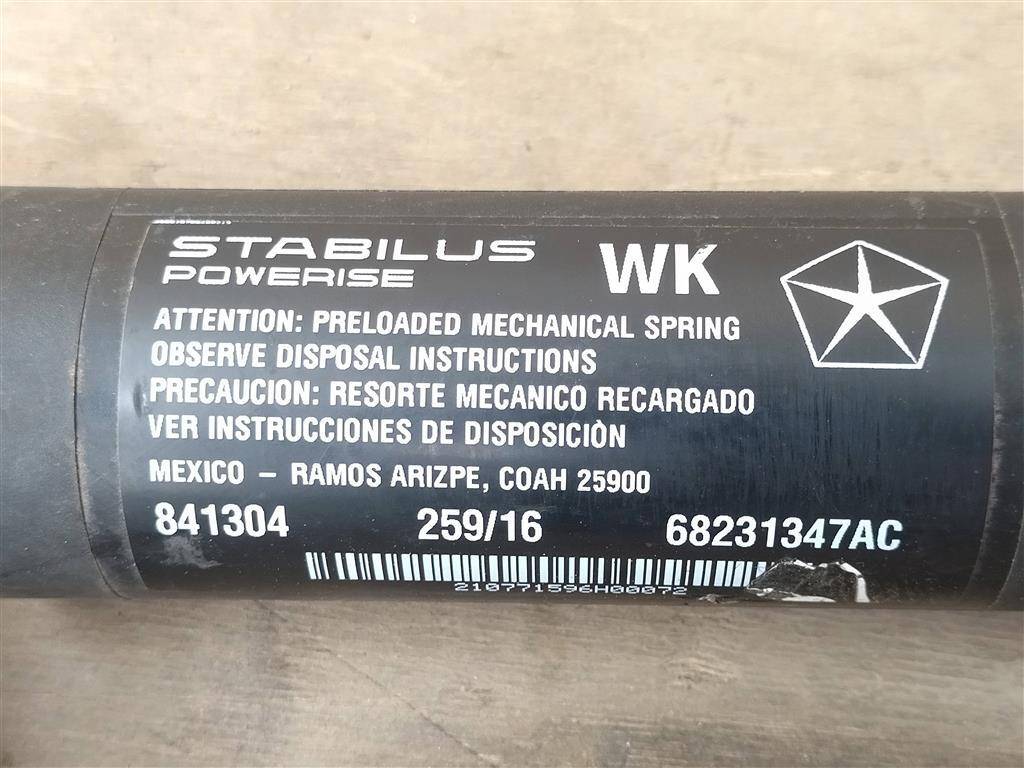 STABILUS
POWERISE
WK
ATTENTION: PRELOADED MECHANICAL SPRING
OBSERVE DISPOSAL INSTRUCTIONS
PRECAUCION: RESORTE MECANICO RECARGADO
VER INSTRUCCIONES DE DISPOSICIÒN
MEXICO – RAMOS ARIZPE, COAH 25900
841304 259/16 68231347AC
210771596H00072